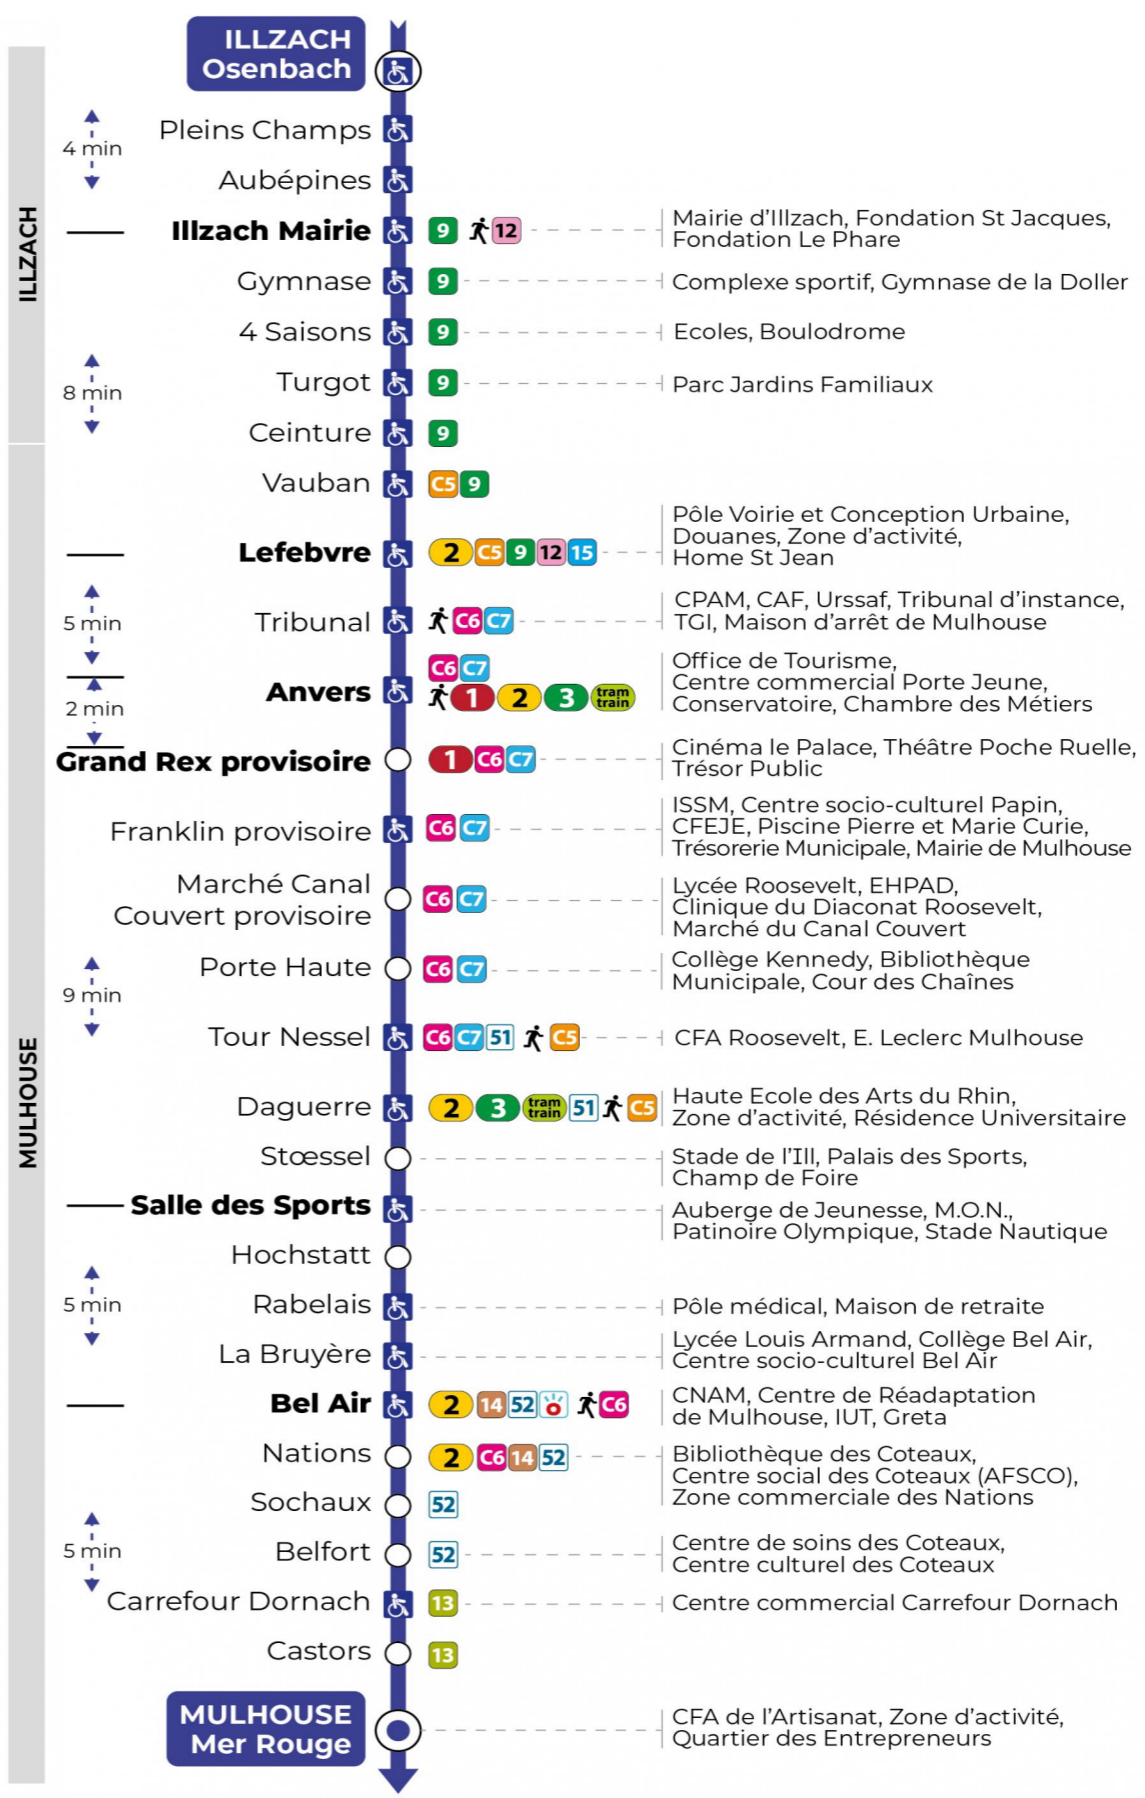 ILLZACH
Osenbach
ILLZACH
4 min
Pleins Champs
Aubépines
Illzach Mairie
9 12
Mairie d'Illzach, Fondation St Jacques,
Fondation Le Phare
Gymnase
9
Complexe sportif, Gymnase de la Doller
4 Saisons
9
Ecoles, Boulodrome
8 min
Turgot
9
Parc Jardins Familiaux
Ceinture
9
MULHOUSE
Vauban
C5 9
Lefebvre
2 C5 9 12 15
Pôle Voirie et Conception Urbaine,
Douanes, Zone d'activité,
Home St Jean
5 min
Tribunal
C6 C7
CPAM, CAF, Urssaf, Tribunal d'instance,
TGI, Maison d'arrêt de Mulhouse
Anvers
C6 C7
1 2 3 tram
train
Office de Tourisme,
Centre commercial Porte Jeune,
Conservatoire, Chambre des Métiers
2 min
Grand Rex provisoire
1 C6 C7
Cinéma le Palace, Théâtre Poche Ruelle,
Trésor Public
Franklin provisoire
C6 C7
ISSM, Centre socio-culturel Papin,
CFEJE, Piscine Pierre et Marie Curie,
Trésorerie Municipale, Mairie de Mulhouse
Marché Canal
Couvert provisoire
C6 C7
Lycée Roosevelt, EHPAD,
Clinique du Diaconat Roosevelt,
Marché du Canal Couvert
9 min
Porte Haute
C6 C7
Collège Kennedy, Bibliothèque
Municipale, Cour des Chaînes
Tour Nessel
C6 C7 51 C5
CFA Roosevelt, E. Leclerc Mulhouse
Daguerre
2 3 tram
train 51 C5
Haute Ecole des Arts du Rhin,
Zone d'activité, Résidence Universitaire
Stœssel
Stade de l'Ill, Palais des Sports,
Champ de Foire
Salle des Sports
Auberge de Jeunesse, M.O.N.,
Patinoire Olympique, Stade Nautique
Hochstatt
5 min
Rabelais
Pôle médical, Maison de retraite
La Bruyère
Lycée Louis Armand, Collège Bel Air,
Centre socio-culturel Bel Air
Bel Air
2 14 52 C6
CNAM, Centre de Réadaptation
de Mulhouse, IUT, Greta
Nations
2 C6 14 52
Bibliothèque des Coteaux,
Centre social des Coteaux (AFSCO),
Zone commerciale des Nations
Sochaux
52
5 min
Belfort
52
Centre de soins des Coteaux,
Centre culturel des Coteaux
Carrefour Dornach
13
Centre commercial Carrefour Dornach
Castors
13
MULHOUSE
Mer Rouge
CFA de l'Artisanat, Zone d'activité,
Quartier des Entrepreneurs